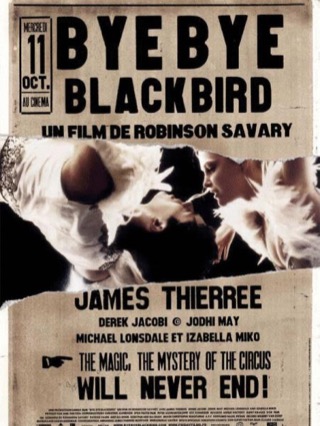 MERCREDI
11
OCT.
AU CINEMA
BYE BYE
BLACKBIRD
UN FILM DE ROBINSON SAVARY
JAMES THIERREE
DEREK JACOBI @ JODHI MAY
MICHAEL LONSDALE ET IZABELLA MIKO
THE MAGIC, THE MYSTERY OF THE CIRCUS
WILL NEVER END!